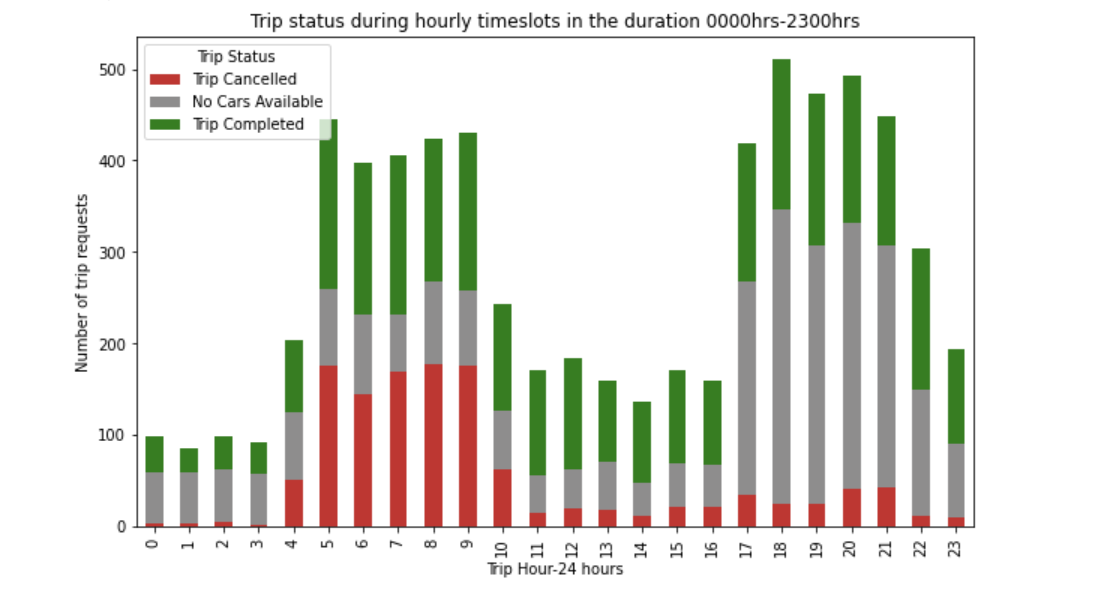 Trip status during hourly timeslots in the duration 0000hrs-2300hrs
Trip Status
Trip Cancelled
No Cars Available
Trip Completed
Number of trip requests
500
400
300
200
100
0
0 1 2 3 4 5 6 7 8 9 10 11 12 13 14 15 16 17 18 19 20 21 22 23
Trip Hour-24 hours